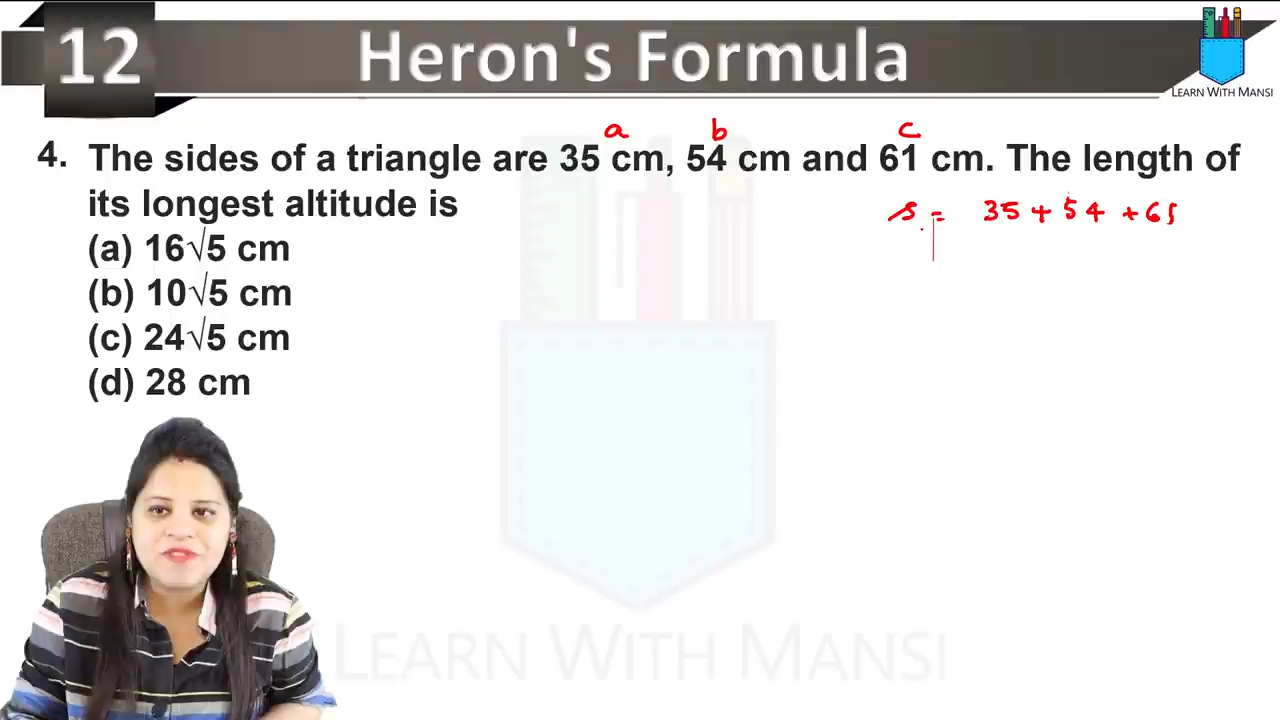 12 Heron's Formula
LEARN WITH MANSI
a b c
4. The sides of a triangle are 35 cm, 54 cm and 61 cm. The length of
its longest altitude is
s = 35 + 54 + 61
(a) 16√5 cm
(b) 10√5 cm
(c) 24√5 cm
(d) 28 cm
LEARN WITH MANSI